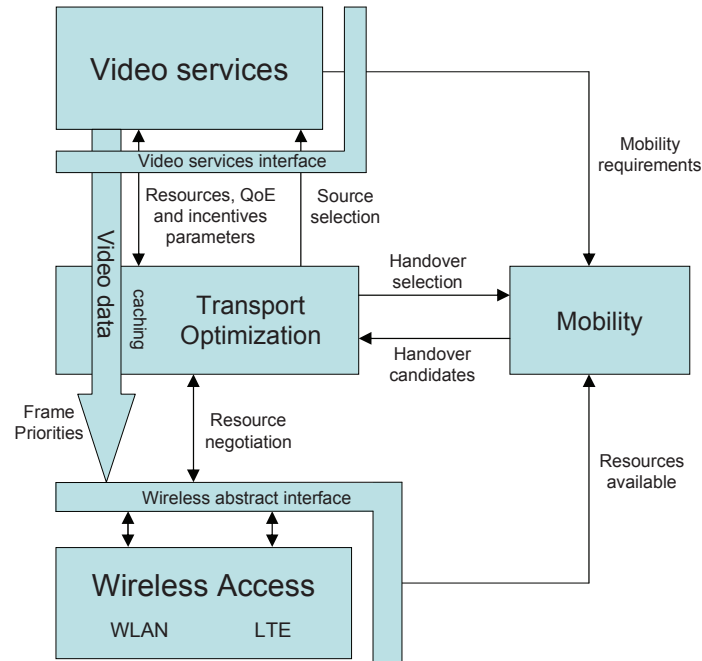 Video services
Video services interface
Mobility
requirements
Resources, QoE
and incentives
parameters
Source
selection
Video data
caching
Transport
Optimization
Handover
selection
Handover
candidates
Mobility
Frame
Priorities
Resource
negotiation
Resources
available
Wireless abstract interface
Wireless Access
WLAN
LTE